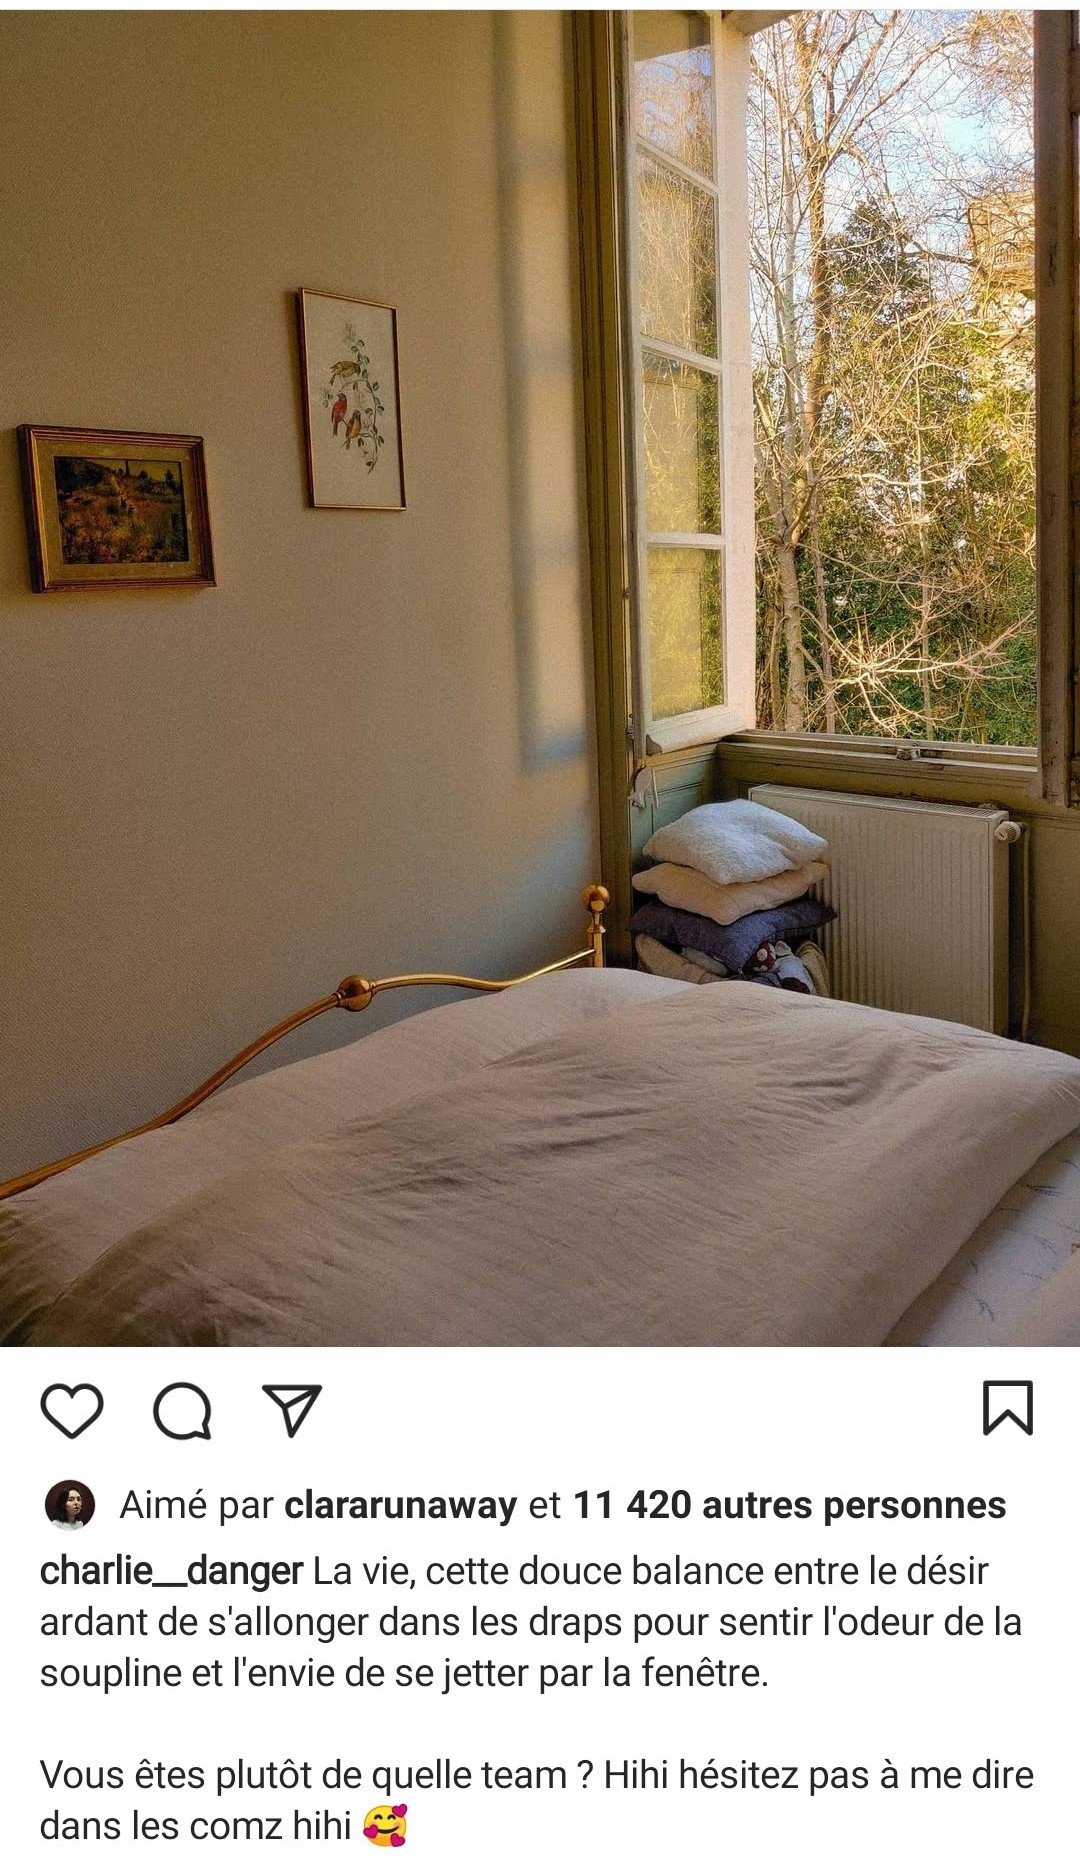 Aimé par clararunaway et 11 420 autres personnes
charlie__danger La vie, cette douce balance entre le désir
ardant de s'allonger dans les draps pour sentir l'odeur de la
soupline et l'envie de se jetter par la fenêtre.
Vous êtes plutôt de quelle team ? Hihi hésitez pas à me dire
dans les comz hihi 🥰